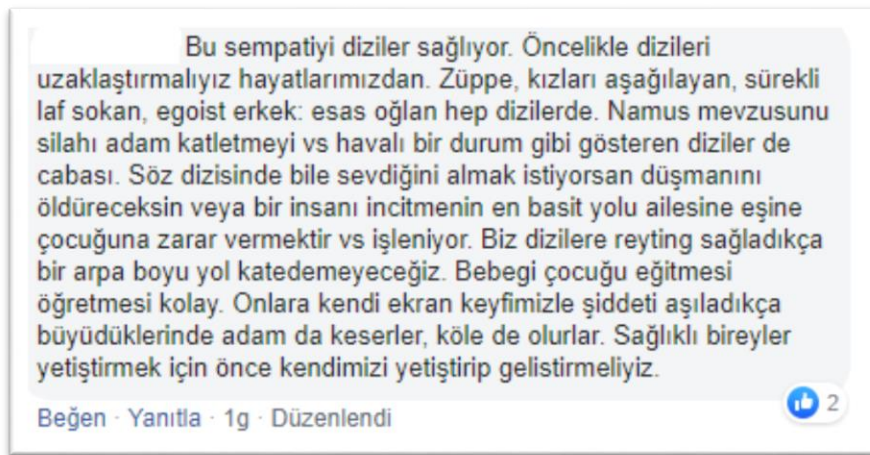 Bu sempatiyi diziler sağlıyor. Öncelikle dizileri
uzaklaştırmalıyız hayatlarımızdan. Züppe, kızları aşağılayan, sürekli
laf sokan, egoist erkek: esas oğlan hep dizilerde. Namus mevzusunu
silahı adam katletmeyi vs havalı bir durum gibi gösteren diziler de
cabası. Söz dizisinde bile sevdiğini almak istiyorsan düşmanını
öldüreceksin veya bir insanı incitmenin en basit yolu ailesine eşine
çocuğuna zarar vermektir vs işleniyor. Biz dizilere reyting sağladıkça
bir arpa boyu yol katedemeyeceğiz. Bebegi çocuğu eğitmesi
öğretmesi kolay. Onlara kendi ekran keyfimizle şiddeti aşıladıkça
büyüdüklerinde adam da keserler, köle de olurlar. Sağlıklı bireyler
yetiştirmek için önce kendimizi yetiştirip gelistirmeliyiz.
Beğen · Yanıtla · 1g · Düzenlendi
2